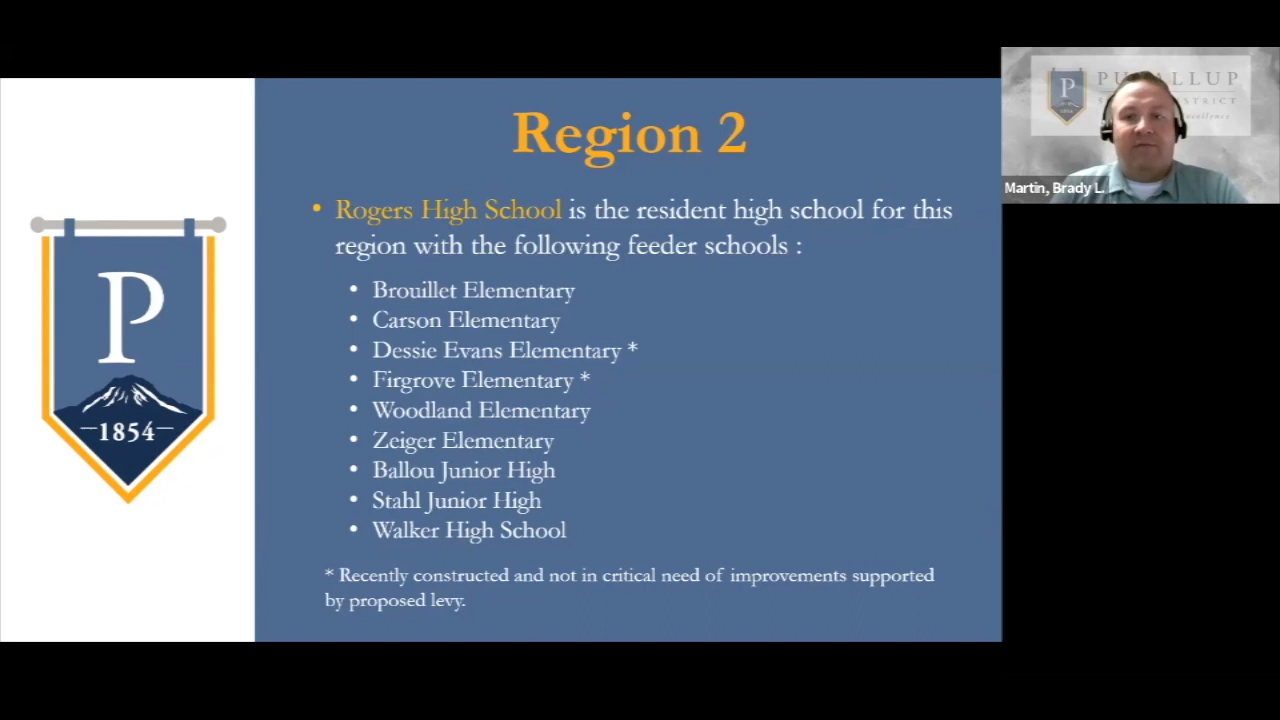 Region 2
• Rogers High School is the resident high school for this
region with the following feeder schools :
• Brouillet Elementary
• Carson Elementary
• Dessie Evans Elementary *
• Firgrove Elementary *
• Woodland Elementary
• Zeiger Elementary
• Ballou Junior High
• Stahl Junior High
• Walker High School
* Recently constructed and not in critical need of improvements supported
by proposed levy.
P
1854
P
1854
Martin, Brady L.